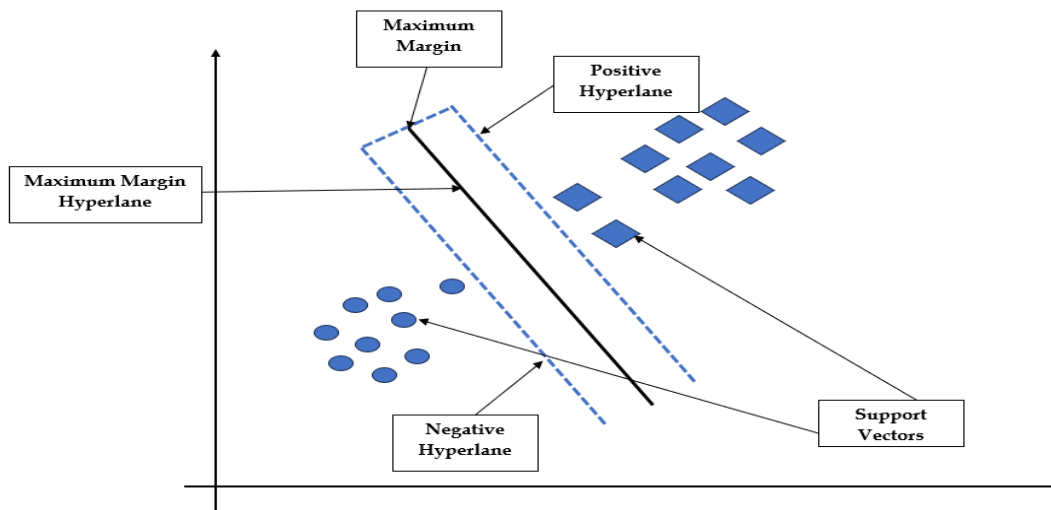 Maximum
Margin
Positive
Hyperlane
Maximum Margin
Hyperlane
Negative
Hyperlane
Support
Vectors